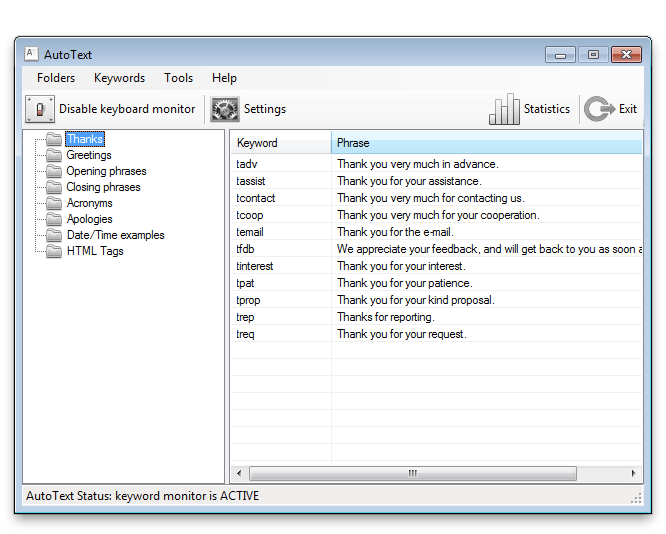 AutoText
Folders Keywords Tools Help
Disable keyboard monitor Settings Statistics Exit
Thanks
Greetings
Opening phrases
Closing phrases
Acronyms
Apologies
Date/Time examples
HTML Tags
Keyword Phrase
tadv Thank you very much in advance.
tassist Thank you for your assistance.
tcontact Thank you very much for contacting us.
tcoop Thank you very much for your cooperation.
temail Thank you for the e-mail.
tfdb We appreciate your feedback, and will get back to you as soon a
tinterest Thank you for your interest.
tpat Thank you for your patience.
tprop Thank you for your kind proposal.
trep Thanks for reporting.
treq Thank you for your request.
AutoText Status: keyword monitor is ACTIVE